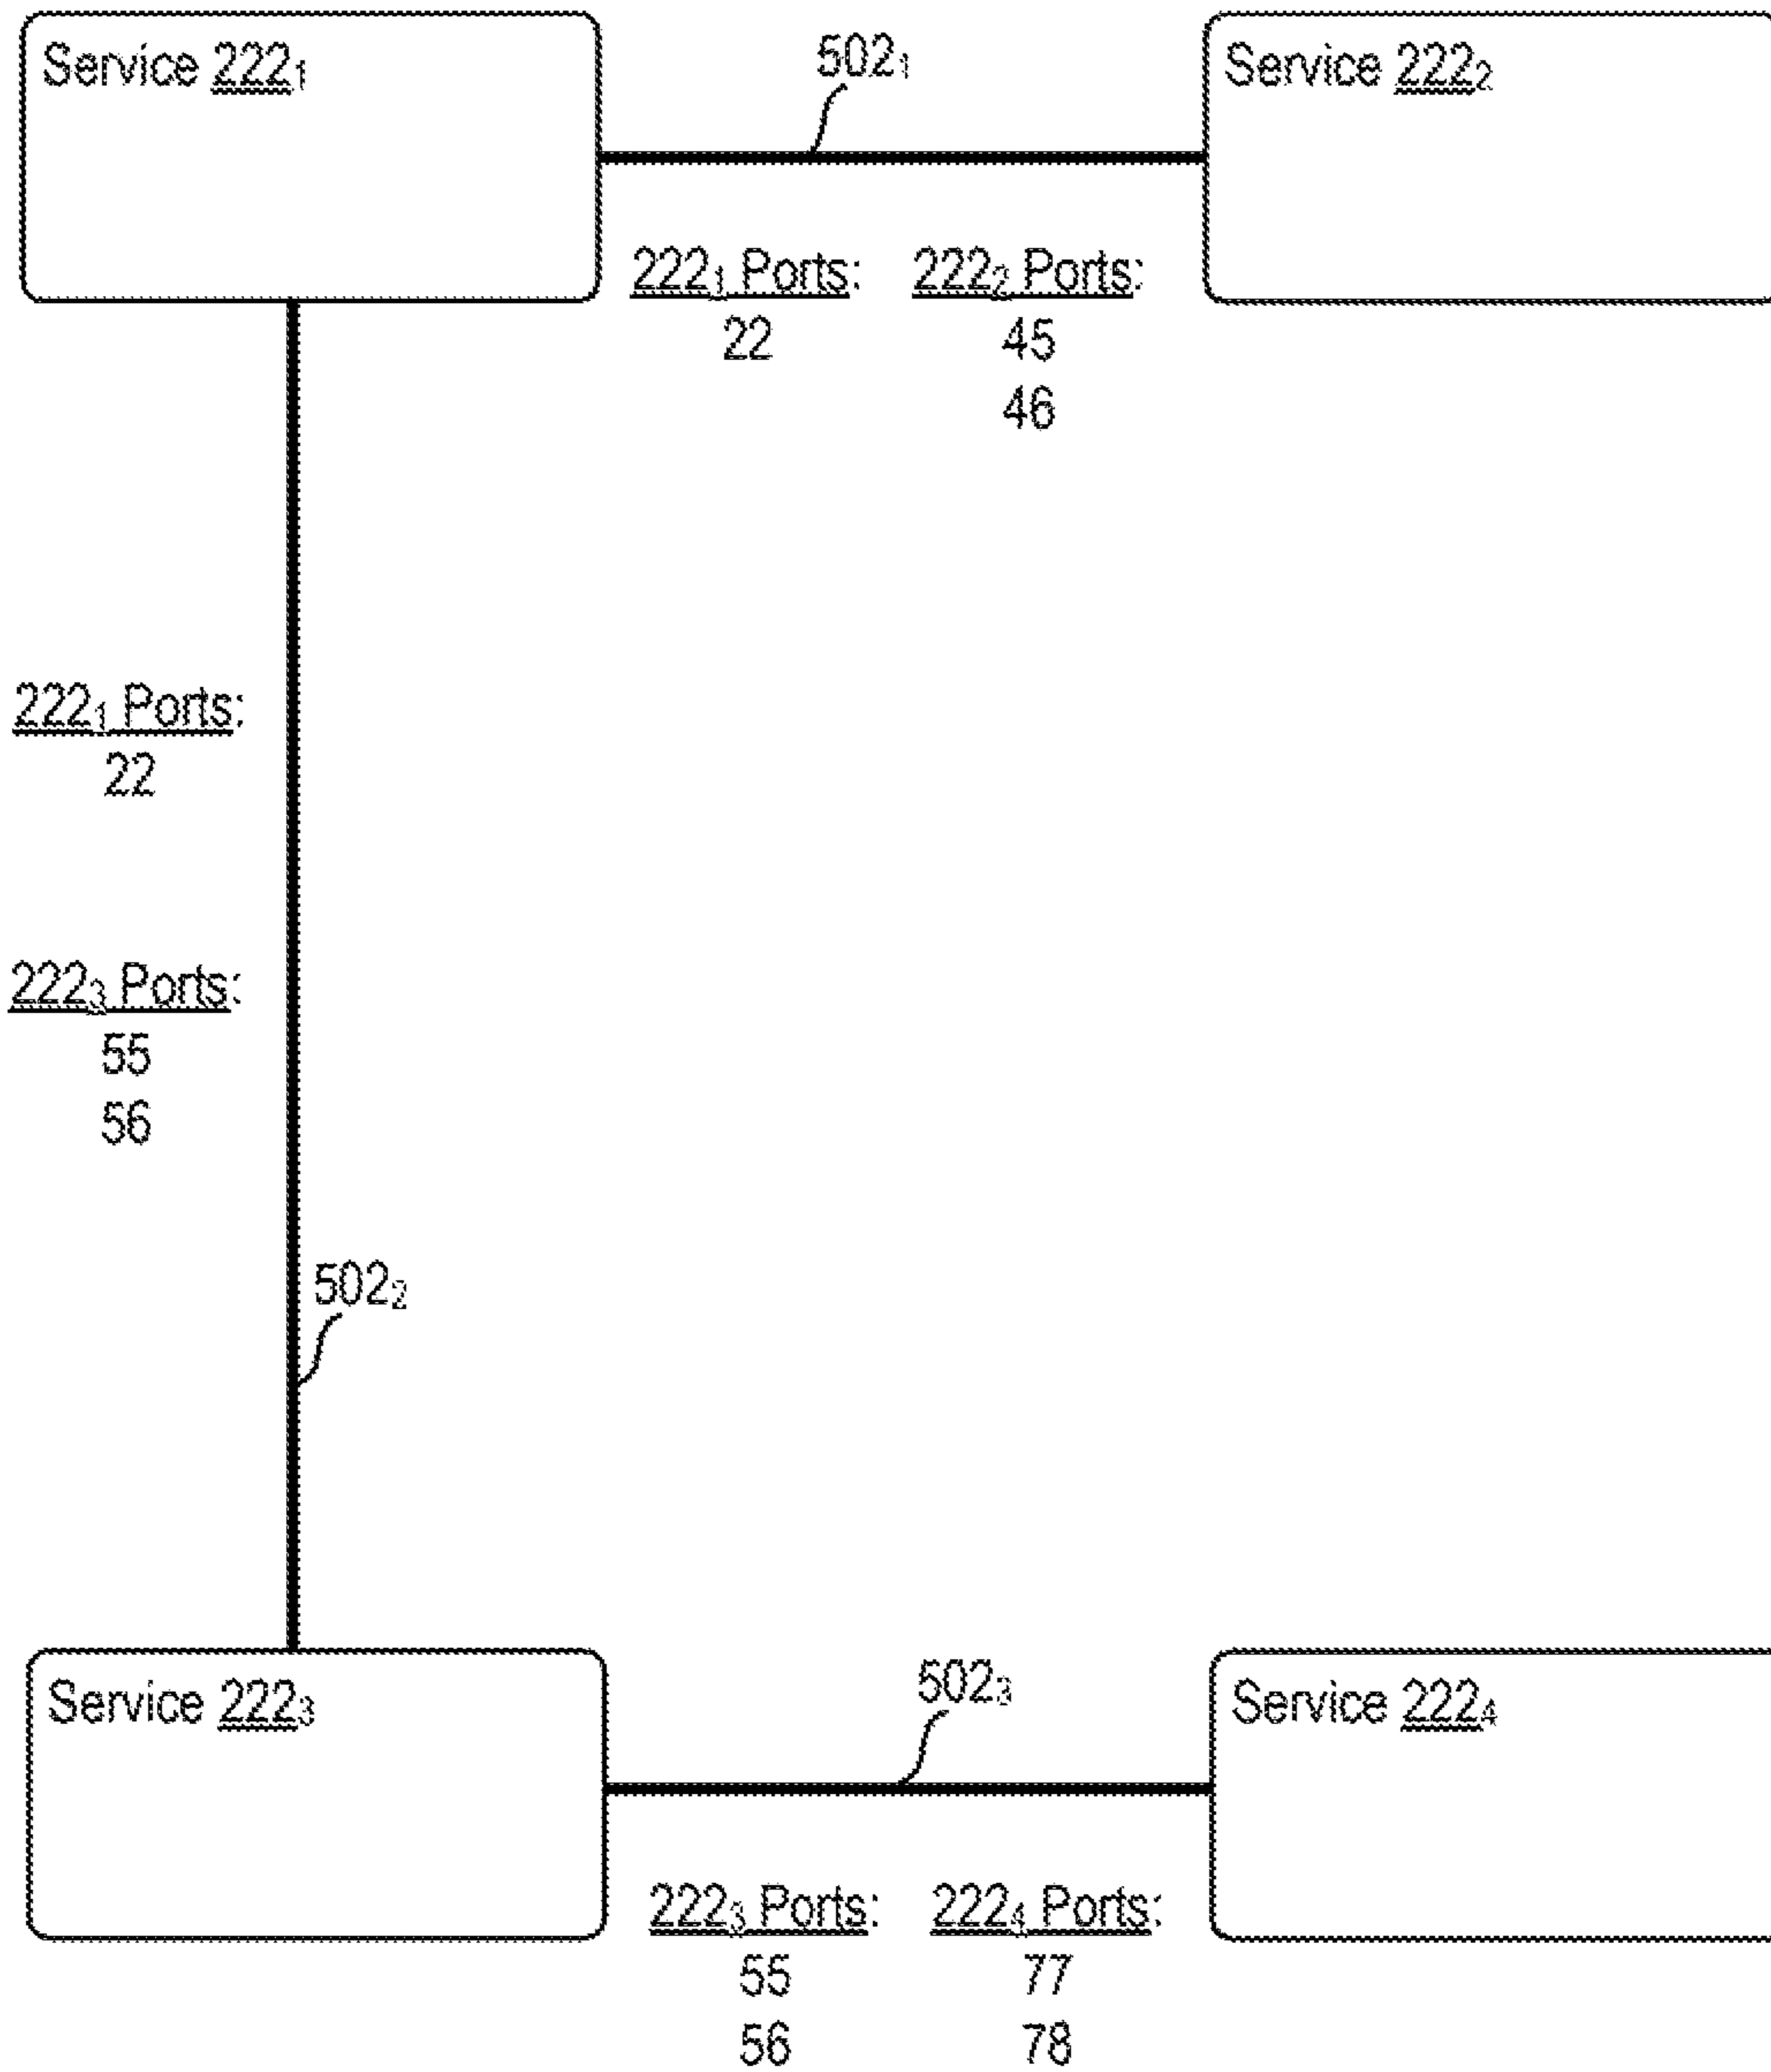 Service 222₁
502₁
Service 222₂
222₁ Ports:
22
222₂ Ports:
45
46
222₁ Ports:
22
222₃ Ports:
55
56
502₂
Service 222₃
502₃
Service 222₄
222₃ Ports:
55
56
222₄ Ports:
77
78